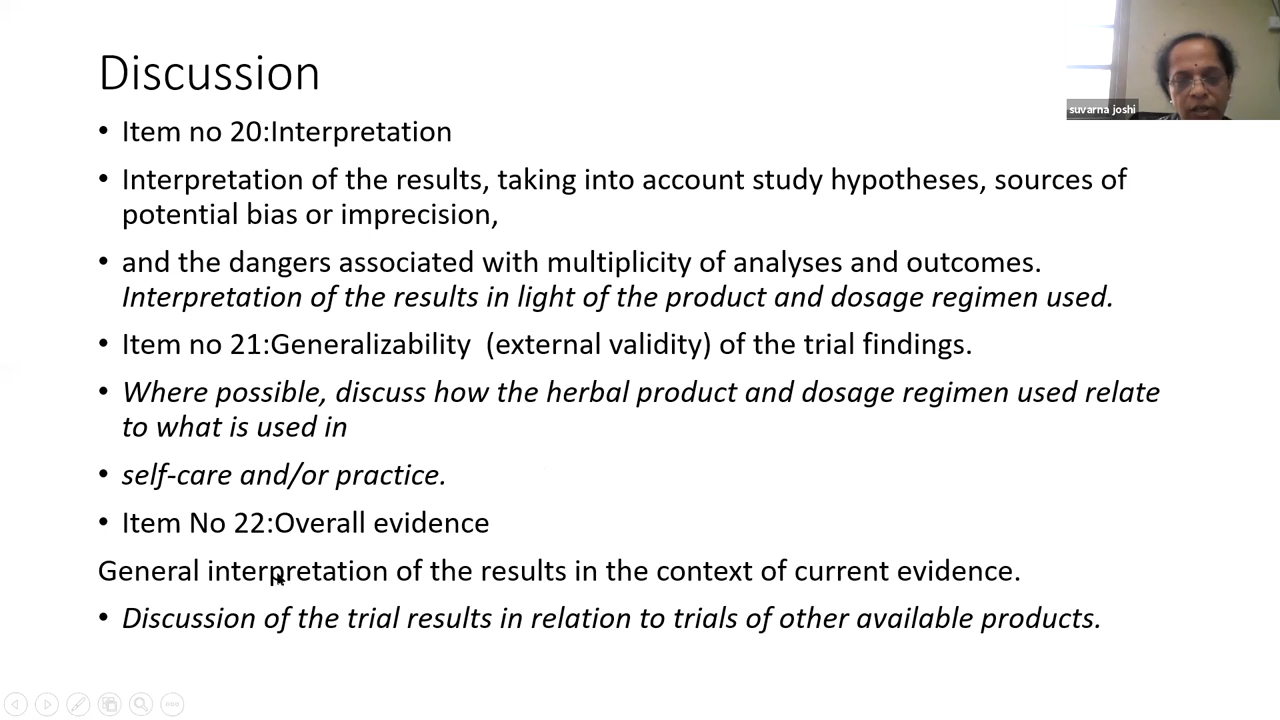 Discussion
suvarna joshi
• Item no 20:Interpretation
• Interpretation of the results, taking into account study hypotheses, sources of
potential bias or imprecision,
• and the dangers associated with multiplicity of analyses and outcomes.
Interpretation of the results in light of the product and dosage regimen used.
• Item no 21:Generalizability  (external validity) of the trial findings.
• Where possible, discuss how the herbal product and dosage regimen used relate
to what is used in
• self-care and/or practice.
• Item No 22:Overall evidence
General interpretation of the results in the context of current evidence.
• Discussion of the trial results in relation to trials of other available products.